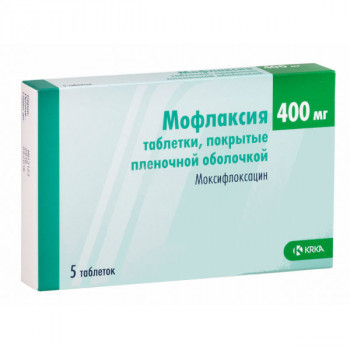 Мофлаксия 400 мг
таблетки, покрытые
пленочной оболочкой
Моксифлоксацин
5 таблеток
KRKA